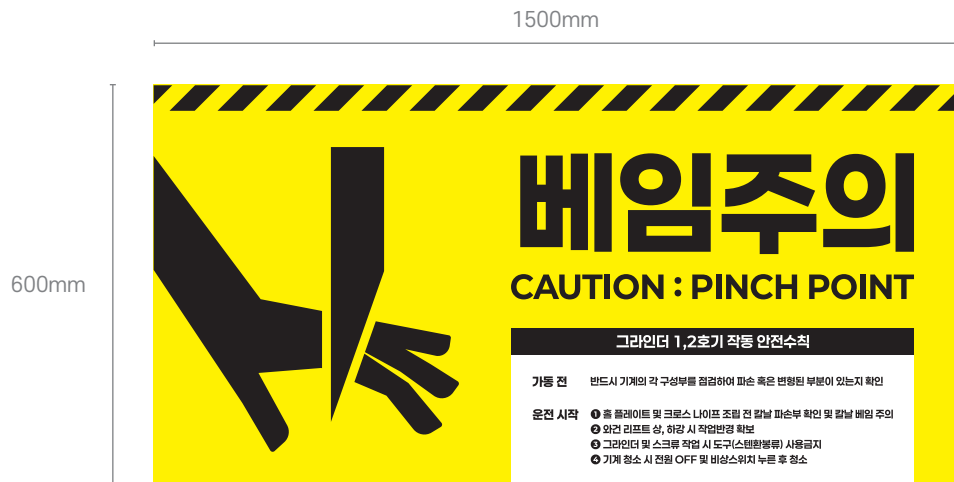 1500mm
600mm
베임주의
CAUTION : PINCH POINT
그라인더 1,2호기 작동 안전수칙
가동 전 반드시 기계의 각 구성부를 점검하여 파손 혹은 변형된 부분이 있는지 확인
운전 시작 ❶ 홀 플레이트 및 크로스 나이프 조립 전 칼날 파손부 확인 및 칼날 베임 주의
❷ 와건 리프트 상, 하강 시 작업반경 확보
❸ 그라인더 및 스크류 작업 시 도구(스텐환봉류) 사용금지
❹ 기계 청소 시 전원 OFF 및 비상스위치 누른 후 청소